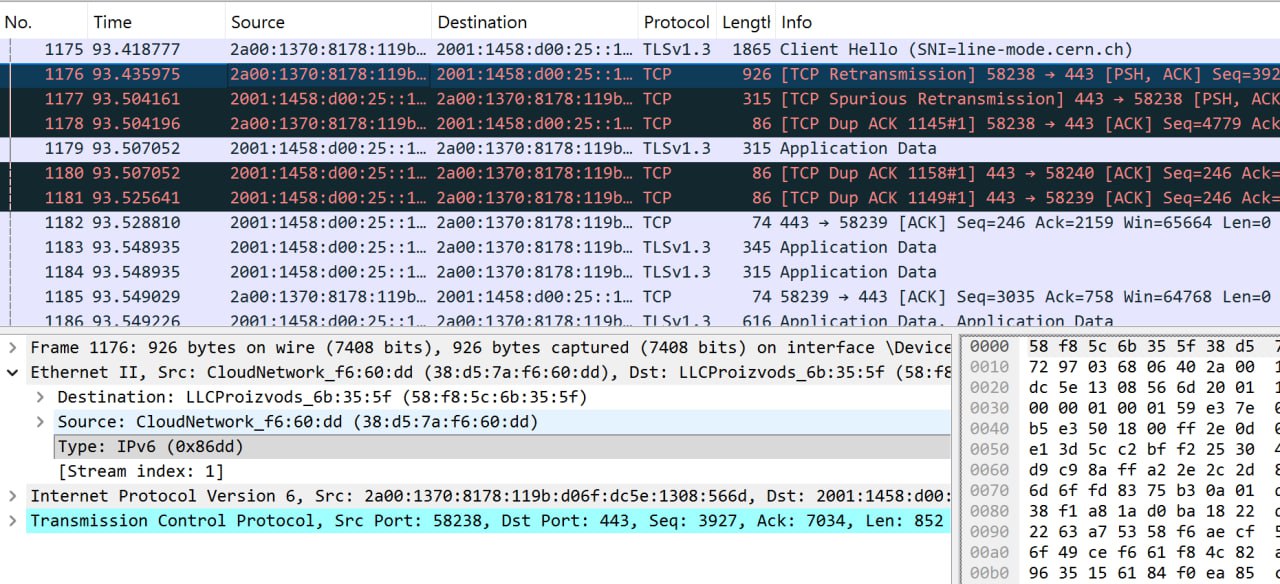 No. Time Source Destination Protocol Length Info
1175 93.418777 2a00:1370:8178:119b… 2001:1458:d00:25::1… TLSv1.3 1865 Client Hello (SNI=line-mode.cern.ch)
1176 93.435975 2a00:1370:8178:119b… 2001:1458:d00:25::1… TCP 926 [TCP Retransmission] 58238 → 443 [PSH, ACK] Seq=392
1177 93.504161 2001:1458:d00:25::1… 2a00:1370:8178:119b… TCP 315 [TCP Spurious Retransmission] 443 → 58238 [PSH, ACK
1178 93.504196 2a00:1370:8178:119b… 2001:1458:d00:25::1… TCP 86 [TCP Dup ACK 1145#1] 58238 → 443 [ACK] Seq=4779 Ack
1179 93.507052 2001:1458:d00:25::1… 2a00:1370:8178:119b… TLSv1.3 315 Application Data
1180 93.507052 2001:1458:d00:25::1… 2a00:1370:8178:119b… TCP 86 [TCP Dup ACK 1158#1] 443 → 58240 [ACK] Seq=246 Ack=
1181 93.525641 2001:1458:d00:25::1… 2a00:1370:8178:119b… TCP 86 [TCP Dup ACK 1149#1] 443 → 58239 [ACK] Seq=246 Ack=
1182 93.528810 2001:1458:d00:25::1… 2a00:1370:8178:119b… TCP 74 443 → 58239 [ACK] Seq=246 Ack=2159 Win=65664 Len=0
1183 93.548935 2001:1458:d00:25::1… 2a00:1370:8178:119b… TLSv1.3 345 Application Data
1184 93.548935 2001:1458:d00:25::1… 2a00:1370:8178:119b… TLSv1.3 315 Application Data
1185 93.549029 2a00:1370:8178:119b… 2001:1458:d00:25::1… TCP 74 58239 → 443 [ACK] Seq=3035 Ack=758 Win=64768 Len=0
1186 93.549226 2001:1458:d00:25::1… 2a00:1370:8178:119b… TLSv1.3 616 Application Data, Application Data
Frame 1176: 926 bytes on wire (7408 bits), 926 bytes captured (7408 bits) on interface \Device
Ethernet II, Src: CloudNetwork_f6:60:dd (38:d5:7a:f6:60:dd), Dst: LLCProizvods_6b:35:5f (58:f8
Destination: LLCProizvods_6b:35:5f (58:f8:5c:6b:35:5f)
Source: CloudNetwork_f6:60:dd (38:d5:7a:f6:60:dd)
Type: IPv6 (0x86dd)
[Stream index: 1]
Internet Protocol Version 6, Src: 2a00:1370:8178:119b:d06f:dc5e:1308:566d, Dst: 2001:1458:d00:
Transmission Control Protocol, Src Port: 58238, Dst Port: 443, Seq: 3927, Ack: 7034, Len: 852
0000 58 f8 5c 6b 35 5f 38 d5 7
0010 72 97 03 68 06 40 2a 00 1
0020 dc 5e 13 08 56 6d 20 01 1
0030 00 00 01 00 01 59 e3 7e 0
0040 b5 e3 50 18 00 ff 2e 0d 0
0050 e1 3d 5c c2 bf f2 25 30 4
0060 d9 c9 8a ff a2 2e 2c 2d 8
0070 6d 6f fd 83 75 b3 0a 01
0080 38 f1 a8 1a d0 ba 18 22
0090 22 63 a7 53 58 f6 ae cf 5
00a0 6f 49 ce f6 61 f8 4c 82
00b0 96 35 15 61 84 f0 ea 85